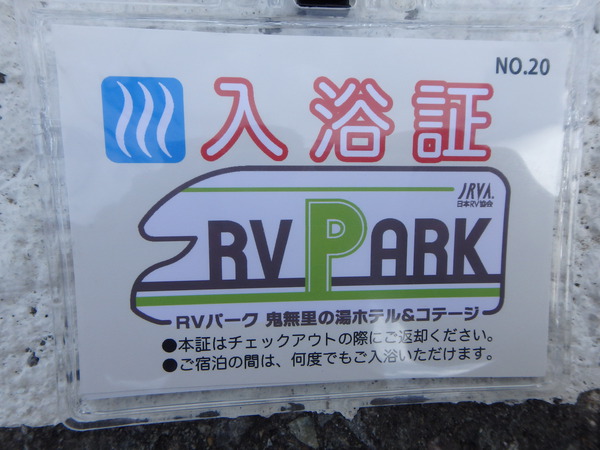 NO.20
入浴証
JRVA.
日本RV協会
RV PARK
RVパーク 鬼無里の湯ホテル&コテージ
●本証はチェックアウトの際にご返却ください。
●ご宿泊の間は、何度でもご入浴いただけます。